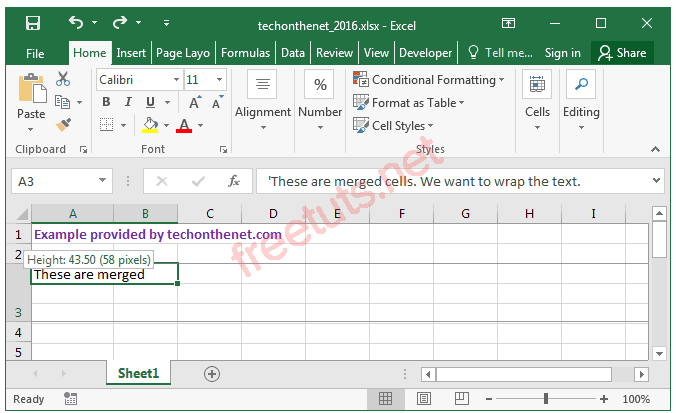 techonthenet_2016.xlsx - Excel
File Home Insert Page Layo Formulas Data Review View Developer Tell me... Sign in Share
Calibri 11 % Conditional Formatting
Format as Table
Paste B I U A A Alignment Number Cells Editing
A Cell Styles
Clipboard Font Styles
A3 fx 'These are merged cells. We want to wrap the text.
A B C D E F G H I
1 Example provided by techonthenet.com
2
Height: 43.50 (58 pixels)
These are merged
3
4
5
freetuts.net
Sheet1
Ready 100%